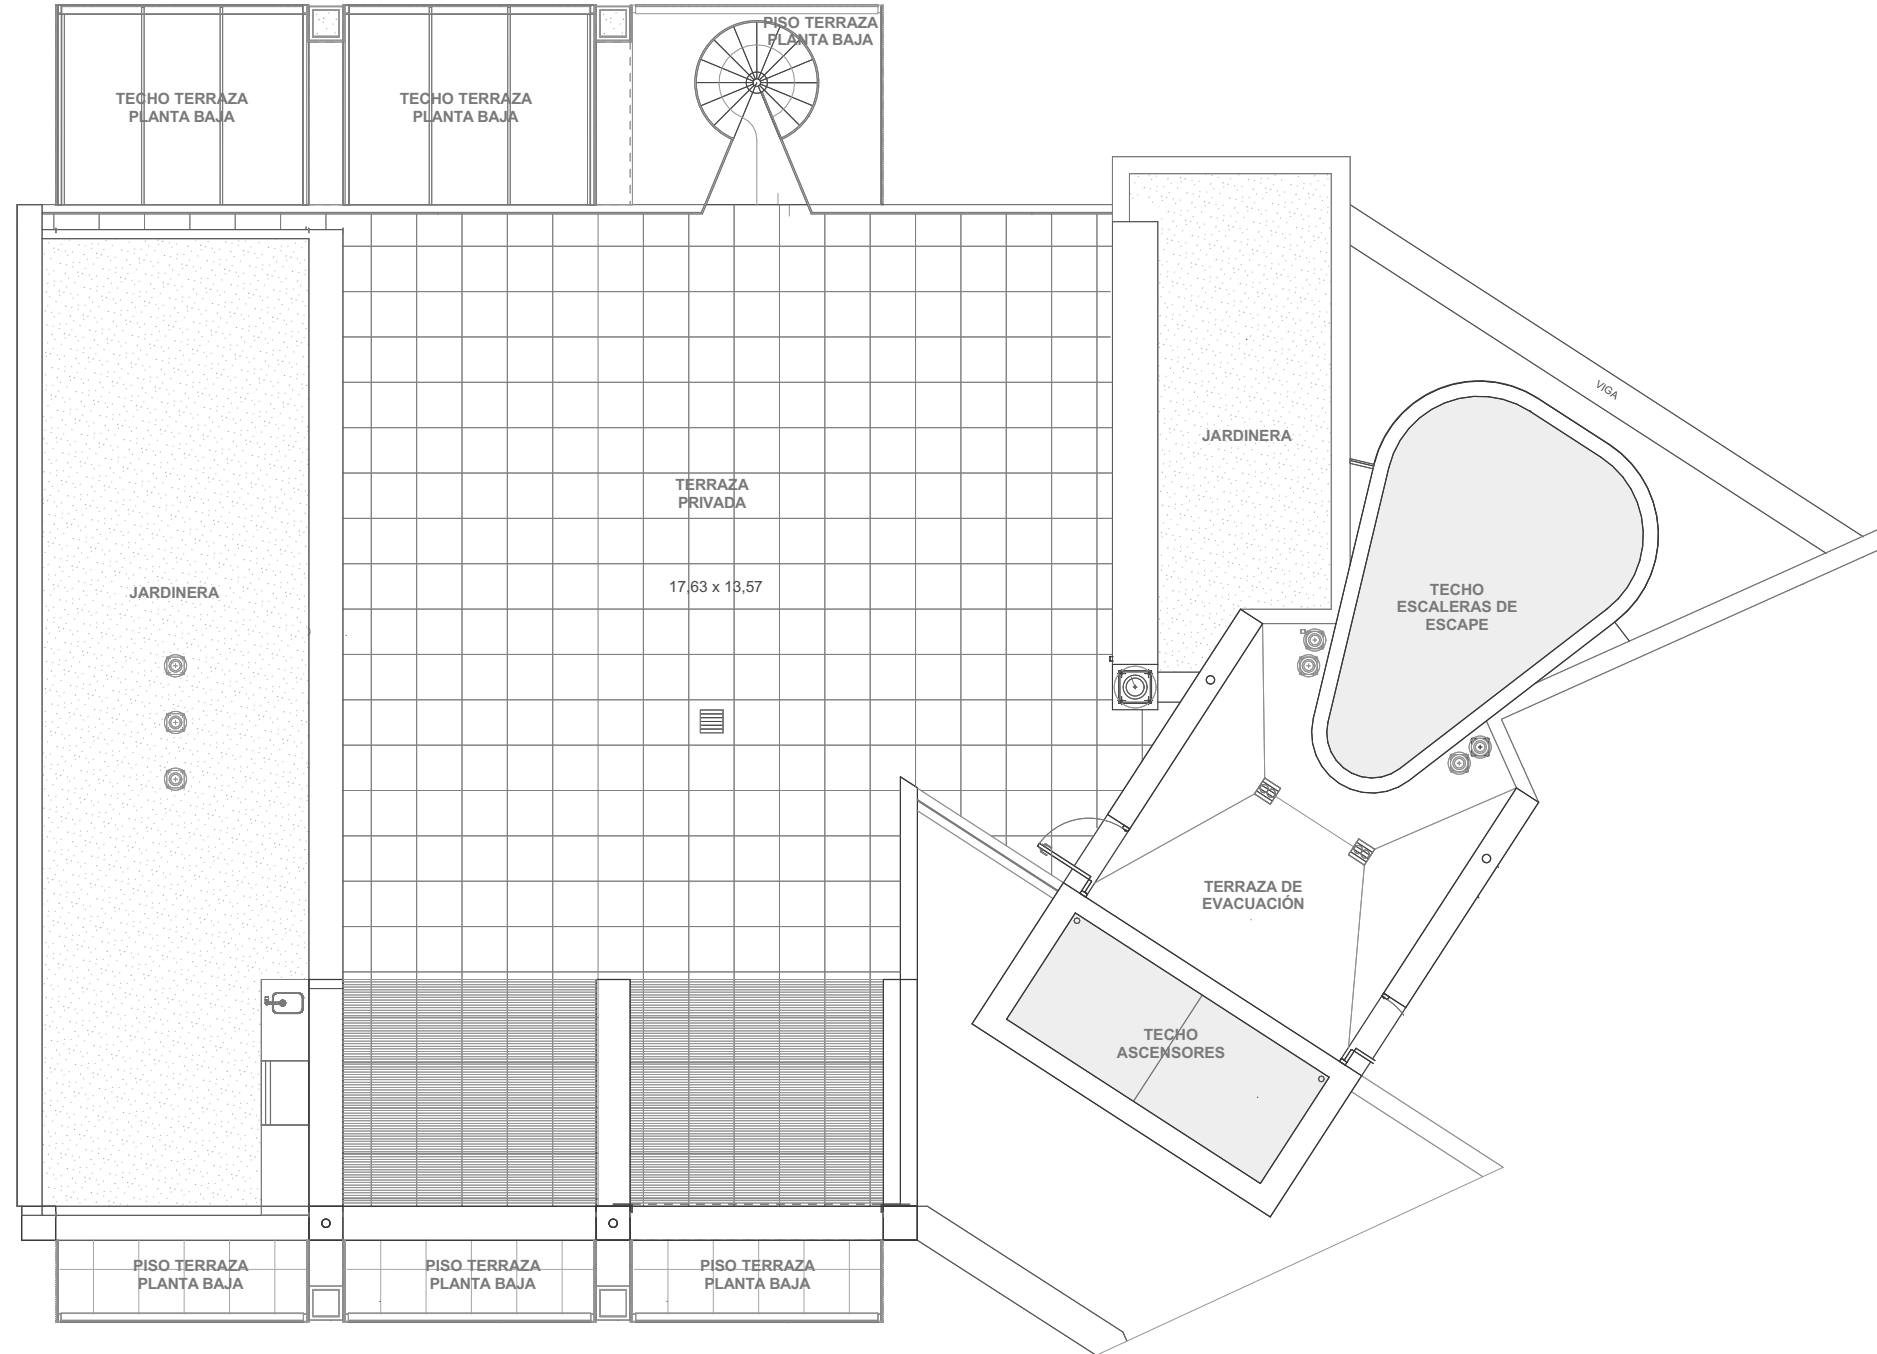 PISO TERRAZA
PLANTA BAJA
TECHO TERRAZA
PLANTA BAJA
TECHO TERRAZA
PLANTA BAJA
VIGA
JARDINERA
TERRAZA
PRIVADA
17,63 x 13,57
JARDINERA
TECHO
ESCALERAS DE
ESCAPE
TERRAZA DE
EVACUACIÓN
TECHO
ASCENSORES
PISO TERRAZA
PLANTA BAJA
PISO TERRAZA
PLANTA BAJA
PISO TERRAZA
PLANTA BAJA